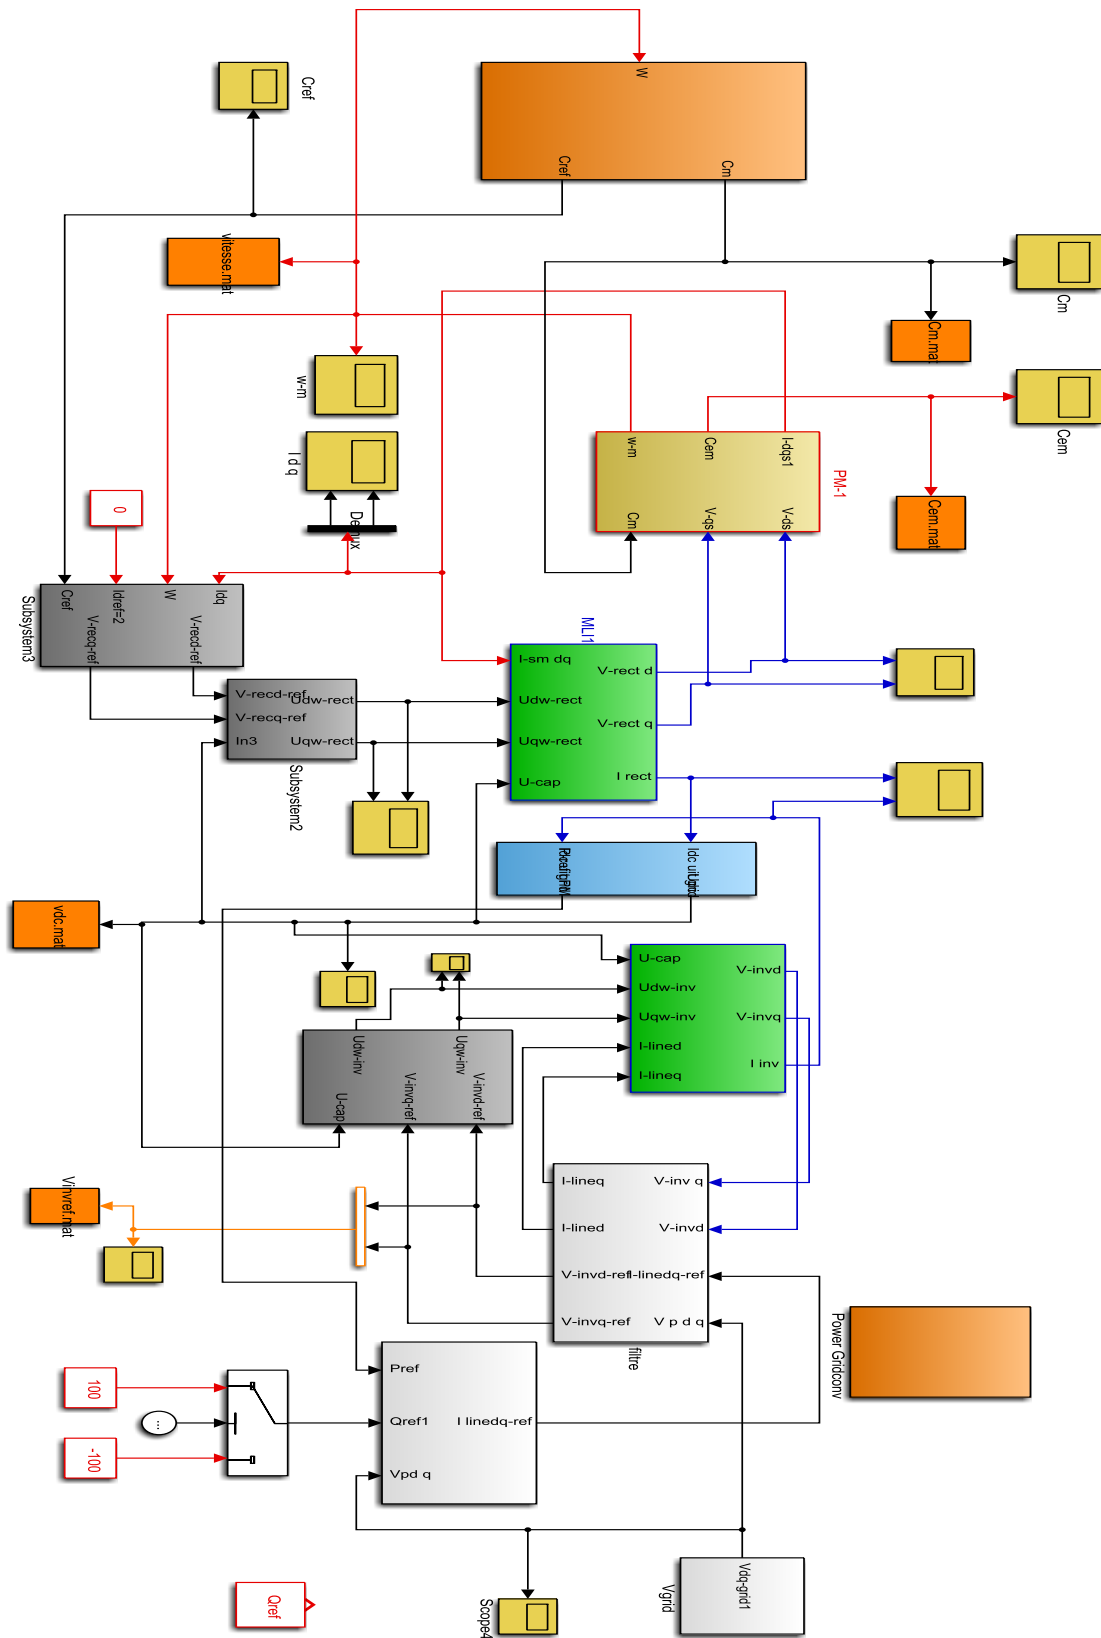 W
Cref
Cref
Cm
vitesse.mat
Cm
Cm.mat
w-m
Cem
I d q
Demux
w-m
Cem
I-dqs1
PM-1
Cm
V-qs
V-ds
Cem.mat
0
Cref
Idref=2
W
Idq
V-recq-ref
V-recd-ref
Subsystem3
MLI1
I-sm dq
V-rect d
Udw-rect
V-rect q
Uqw-rect
I rect
U-cap
V-recd-ref
Udw-rect
V-recq-ref
In3
Uqw-rect
Subsystem2
vdc.mat
U-cap
V-invd
Udw-inv
Uqw-inv
V-invq
I-lined
I inv
I-lineq
Udw-inv
Uqw-inv
U-cap
V-invq-ref
V-invd-ref
Vinvref.mat
I-lineq
V-inv q
I-lined
V-invd
V-invd-ref
I-linedq-ref
V-invq-ref
V p d q
filtre
Power Gridconv
Pref
Qref1
I linedq-ref
Vpd q
100
...
-100
Qref
Scope4
Vdq-grid1
Vgrid